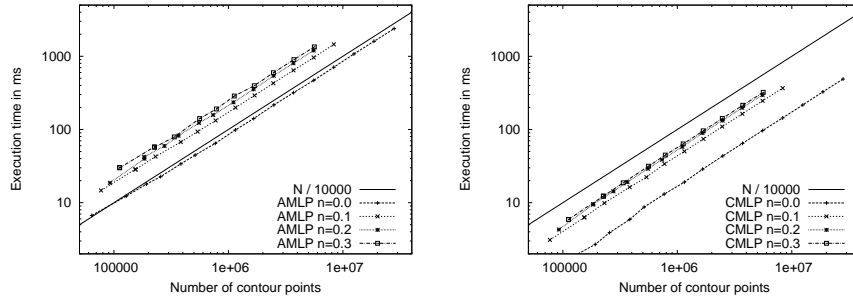 Execution time in ms
1000
100
10
N / 10000
AMLP n=0.0
AMLP n=0.1
AMLP n=0.2
AMLP n=0.3
100000 1e+06 1e+07
Number of contour points
Execution time in ms
1000
100
10
N / 10000
CMLP n=0.0
CMLP n=0.1
CMLP n=0.2
CMLP n=0.3
100000 1e+06 1e+07
Number of contour points